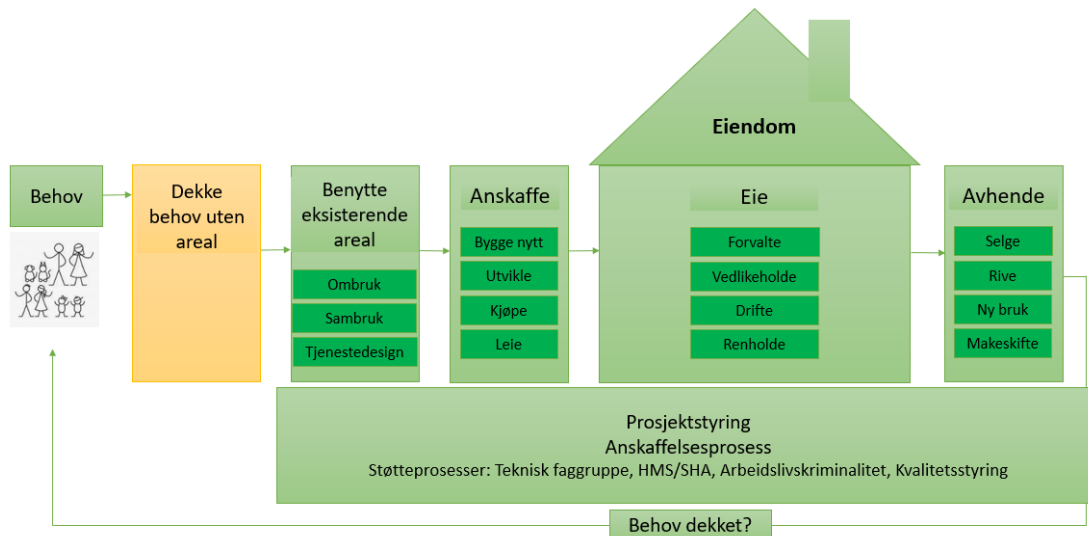 Eiendom
Behov
Dekke
behov uten
areal
Benytte
eksisterende
areal
Ombruk
Sambruk
Tjenestedesign
Anskaffe
Bygge nytt
Utvikle
Kjøpe
Leie
Eie
Forvalte
Vedlikeholde
Drifte
Renholde
Avhende
Selge
Rive
Ny bruk
Makeskifte
Prosjektstyring
Anskaffelsesprosess
Støtteprosesser: Teknisk faggruppe, HMS/SHA, Arbeidslivskriminalitet, Kvalitetsstyring
Behov dekket?